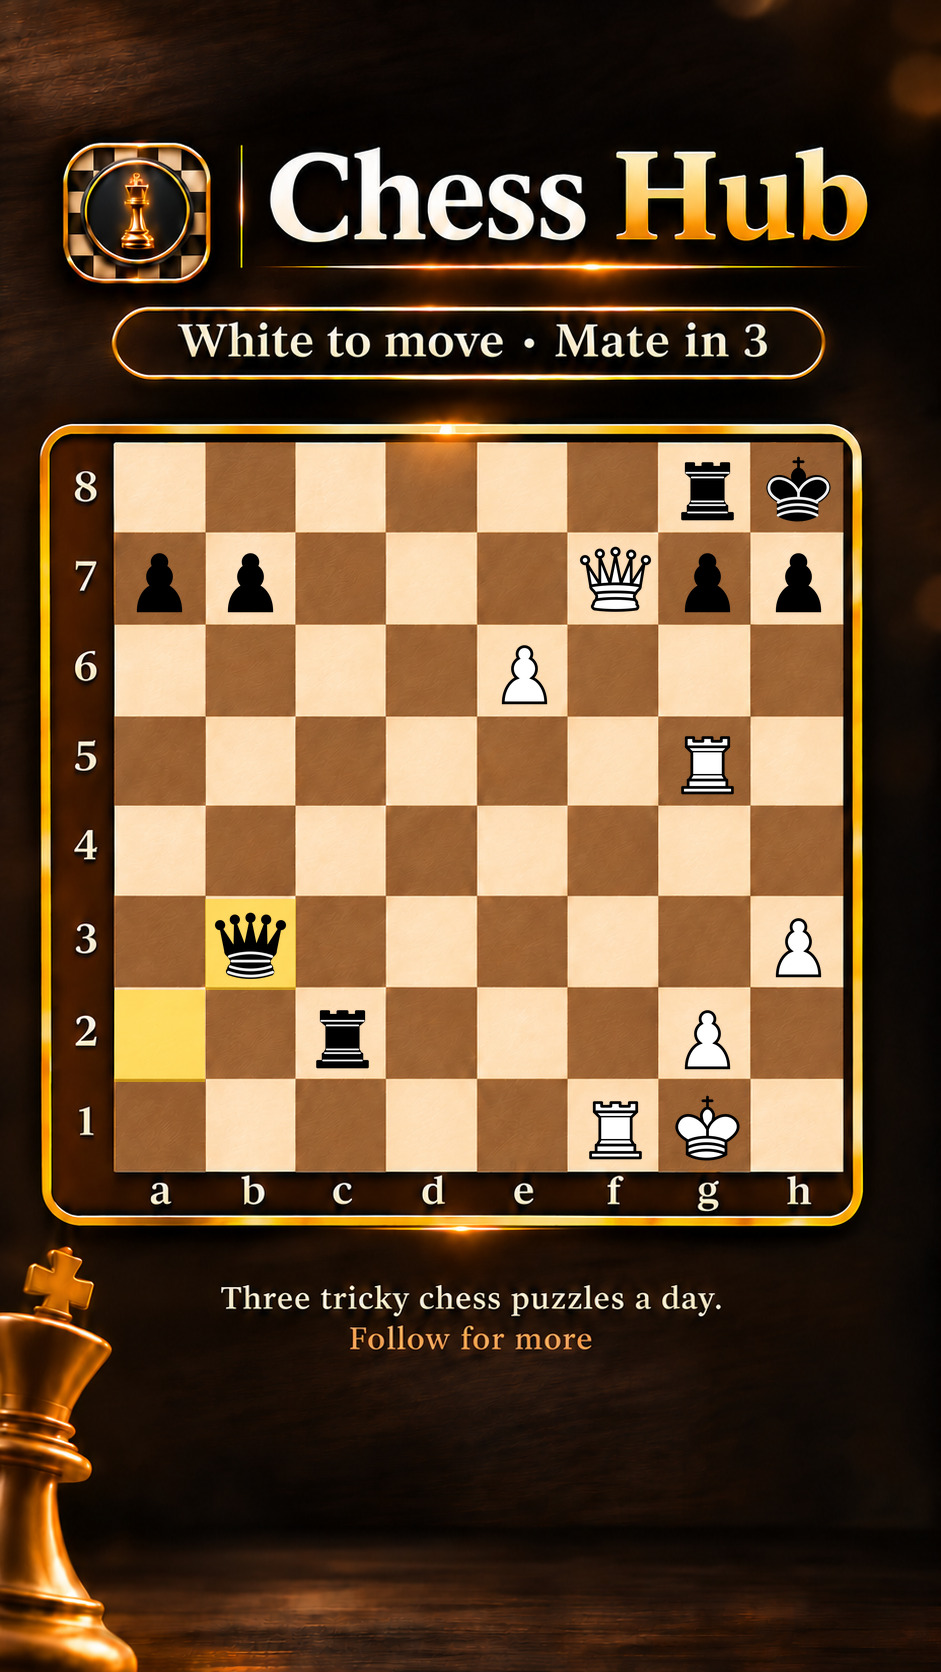 Chess Hub
White to move • Mate in 3
8
7
6
5
4
3
2
1
a b c d e f g h
Three tricky chess puzzles a day.
Follow for more